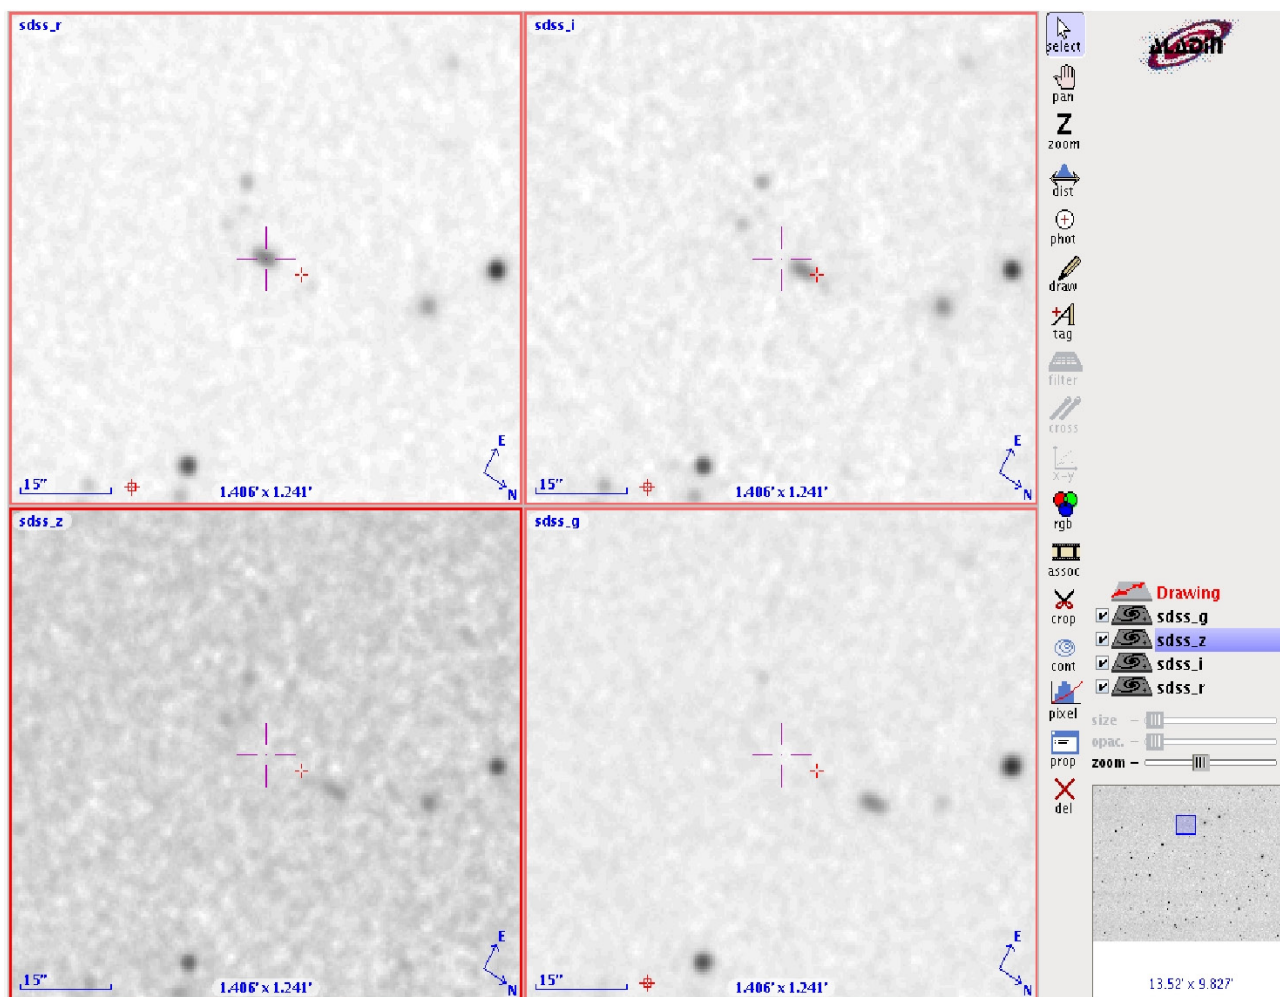 sdss_r
sdss_i
15"
1.406' x 1.241'
E
N
15"
1.406' x 1.241'
E
N
sdss_z
sdss_g
15"
1.406' x 1.241'
E
N
15"
1.406' x 1.241'
E
N
select
pan
Z
zoom
dist
phot
draw
+A
tag
filter
cross
x-y
rgb
assoc
crop
cont
pixel
prop
del
ALADIN
Drawing
sdss_g
sdss_z
sdss_i
sdss_r
size
opac.
zoom
13.52' x 9.827'